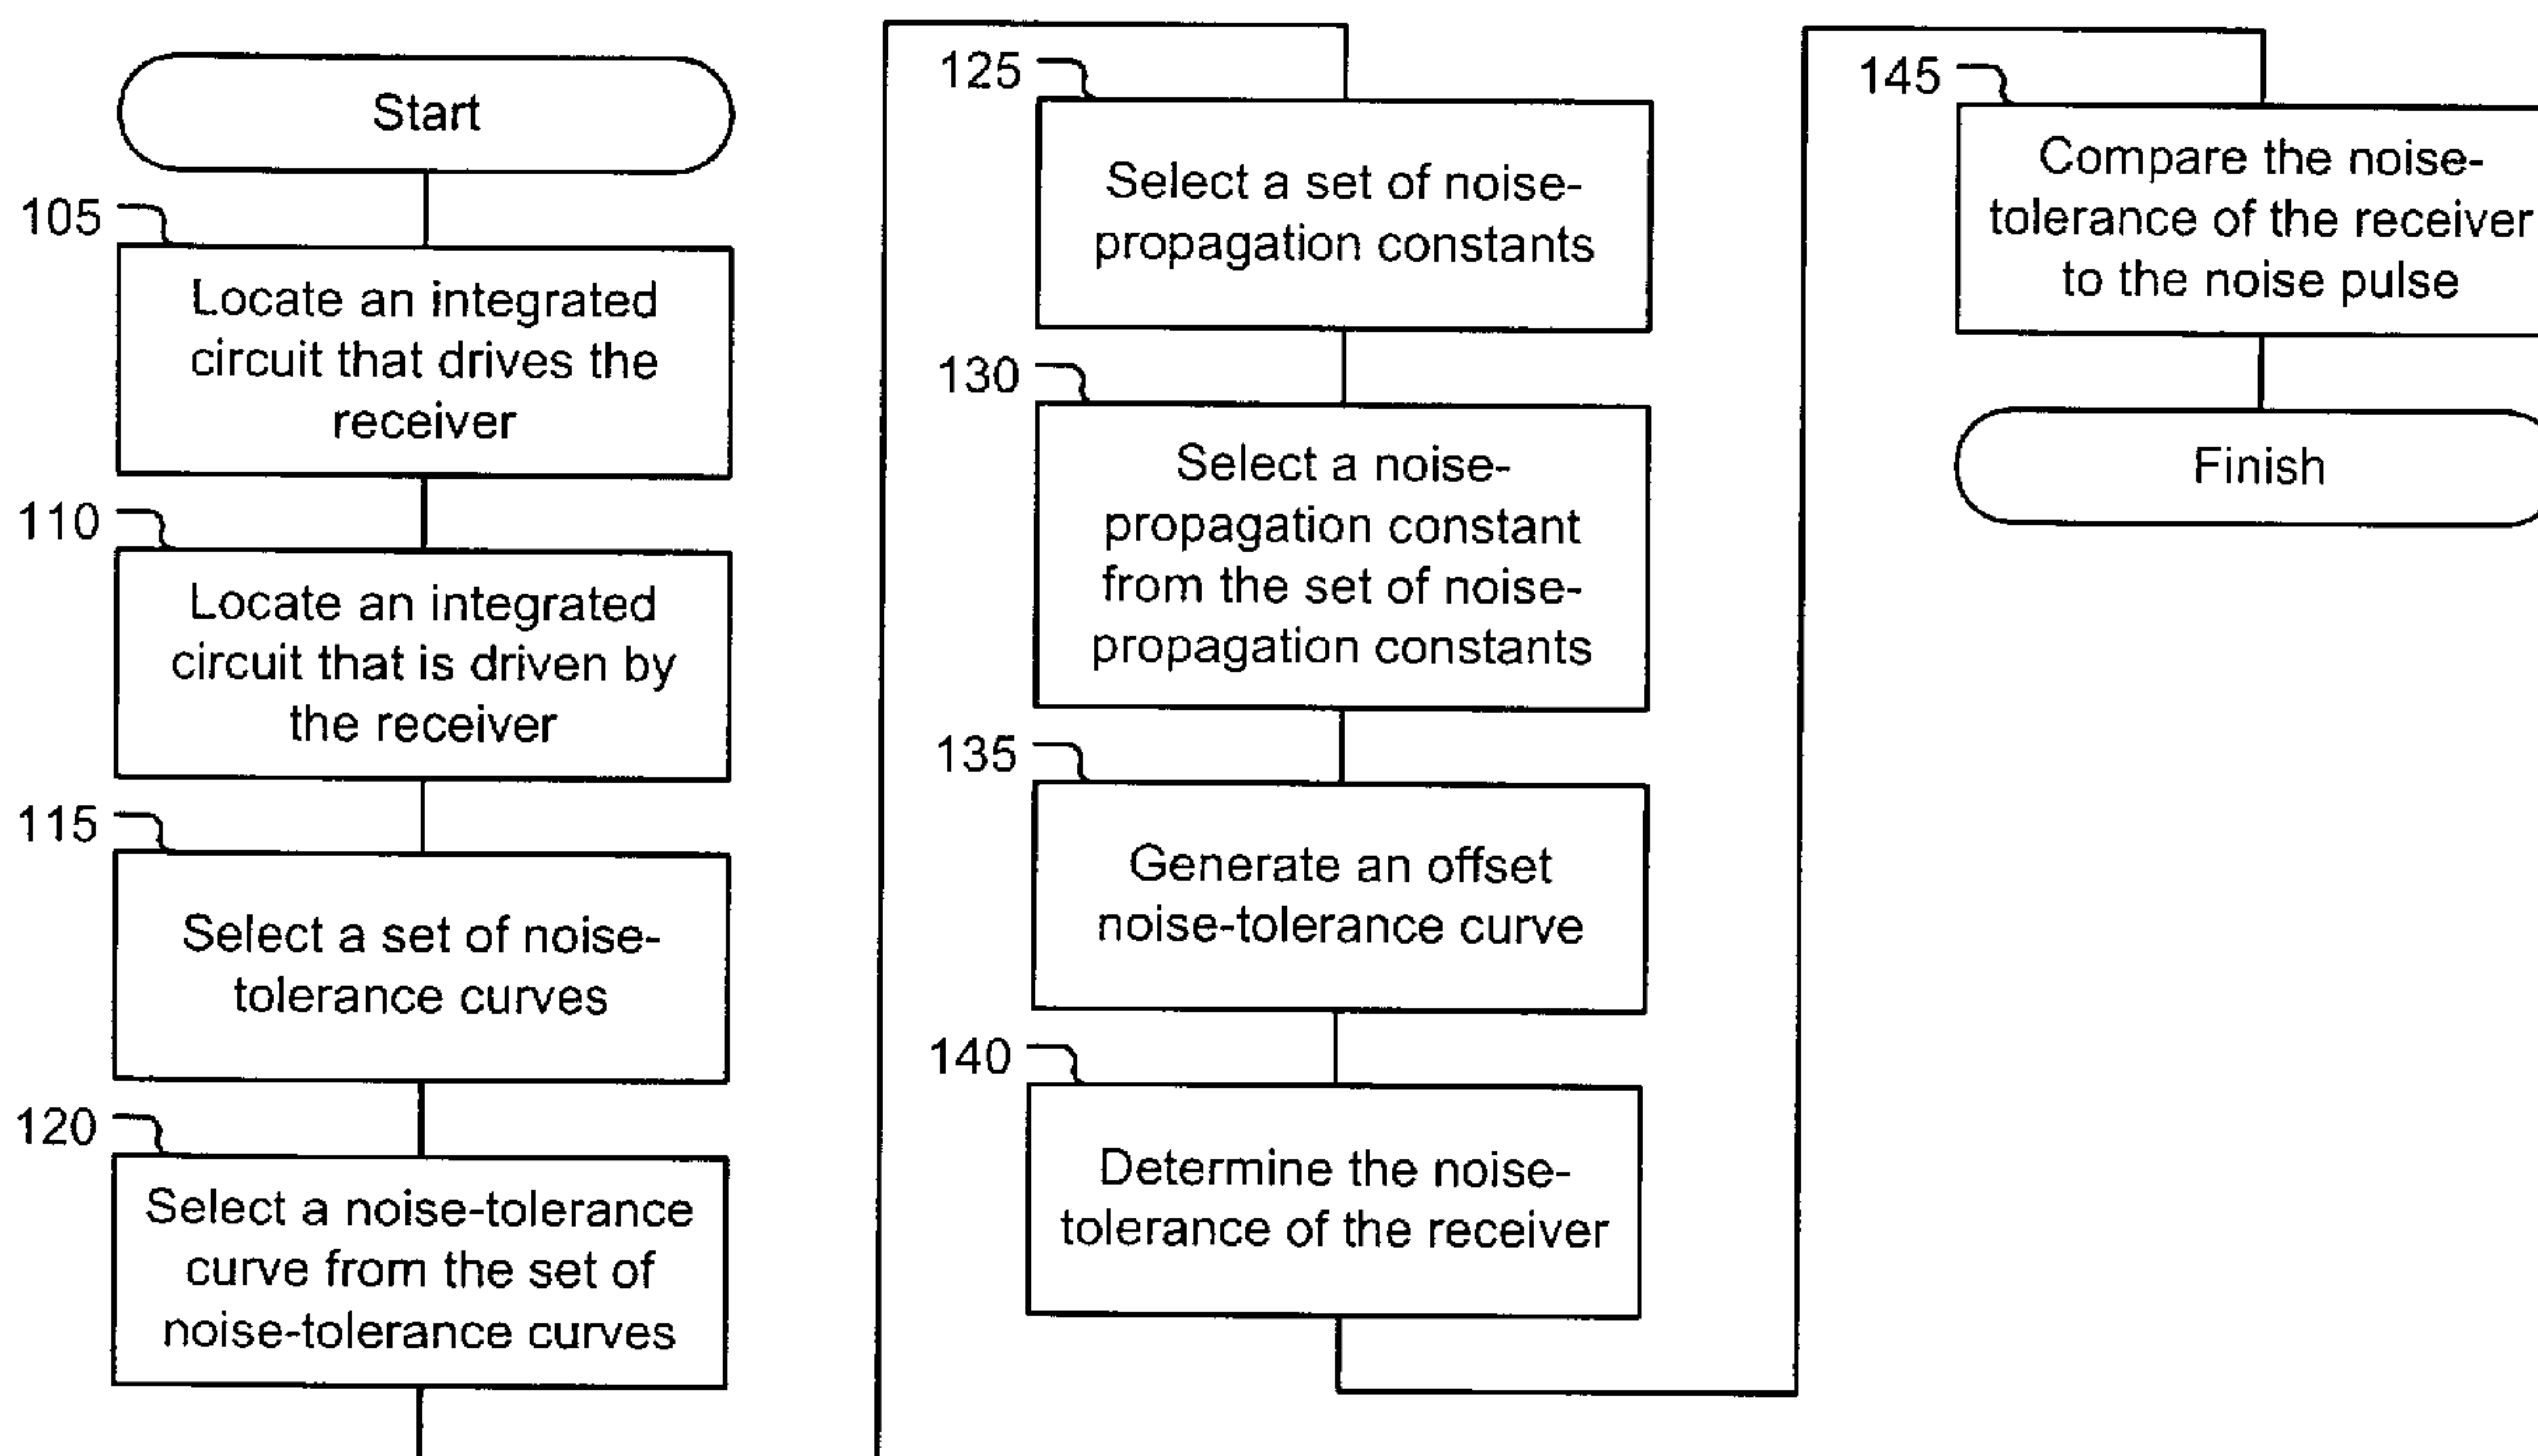 Start
105
Locate an integrated
circuit that drives the
receiver
110
Locate an integrated
circuit that is driven by
the receiver
115
Select a set of noise-
tolerance curves
120
Select a noise-tolerance
curve from the set of
noise-tolerance curves
125
Select a set of noise-
propagation constants
130
Select a noise-
propagation constant
from the set of noise-
propagation constants
135
Generate an offset
noise-tolerance curve
140
Determine the noise-
tolerance of the receiver
145
Compare the noise-
tolerance of the receiver
to the noise pulse
Finish